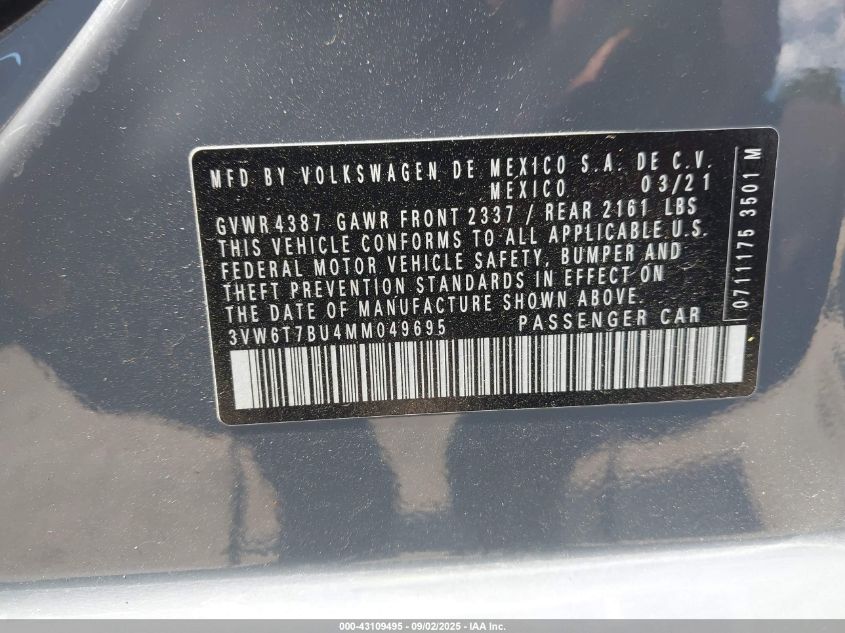 MFD BY VOLKSWAGEN DE MEXICO S.A. DE C.V.
MEXICO 03/21
GVWR 4387 GAWR FRONT 2337 / REAR 2161 LBS
THIS VEHICLE CONFORMS TO ALL APPLICABLE U.S.
FEDERAL MOTOR VEHICLE SAFETY, BUMPER AND
THEFT PREVENTION STANDARDS IN EFFECT ON
THE DATE OF MANUFACTURE SHOWN ABOVE.
3VW6T7BU4MM049695 PASSENGER CAR
0711175 3501 M
000-43109495 - 09/02/2025 - IAA Inc.